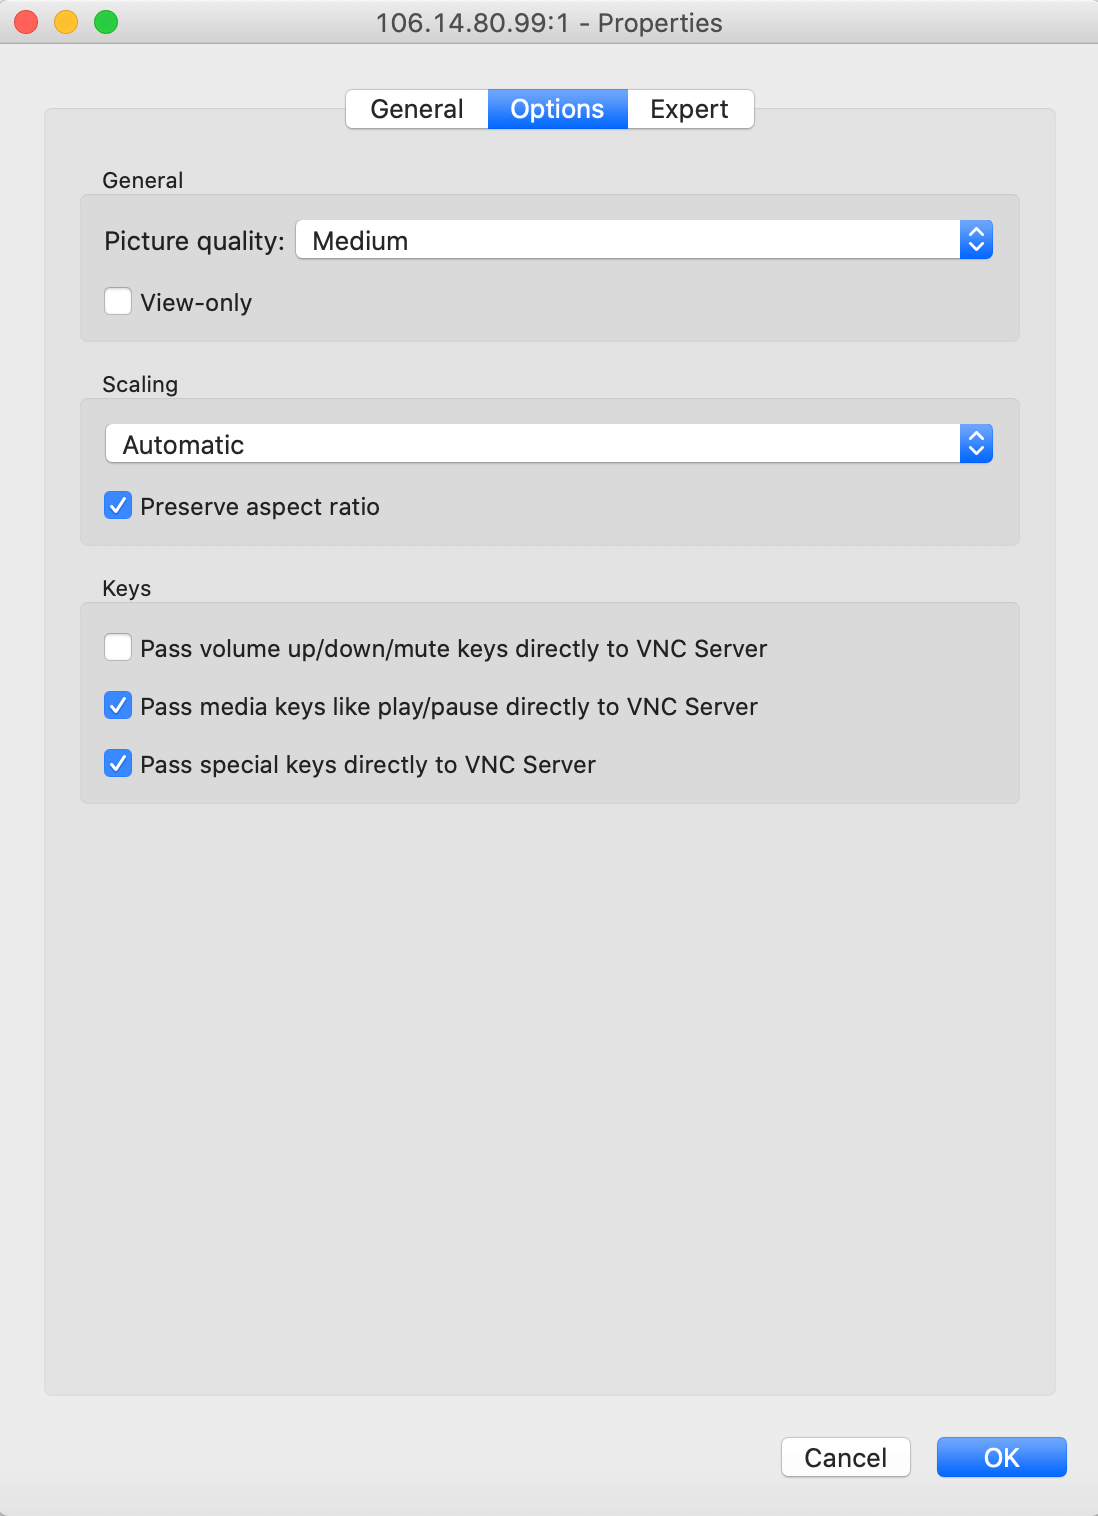 106.14.80.99:1 - Properties
General Options Expert
General
Picture quality: Medium
View-only
Scaling
Automatic
Preserve aspect ratio
Keys
Pass volume up/down/mute keys directly to VNC Server
Pass media keys like play/pause directly to VNC Server
Pass special keys directly to VNC Server
Cancel OK